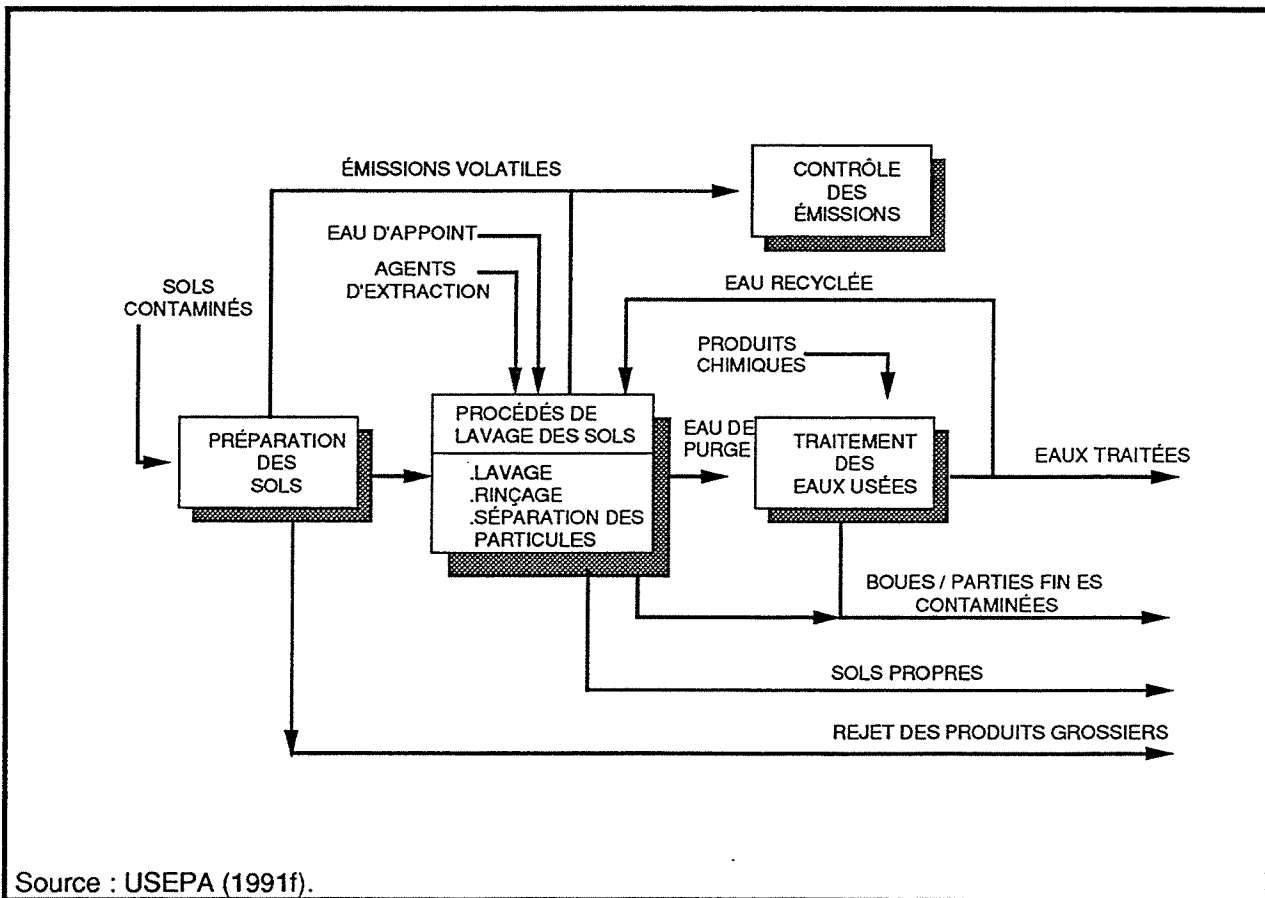 ÉMISSIONS VOLATILES
CONTRÔLE
DES
ÉMISSIONS
EAU D'APPOINT
AGENTS
D'EXTRACTION
SOLS
CONTAMINÉS
EAU RECYCLÉE
PRODUITS
CHIMIQUES
PRÉPARATION
DES
SOLS
PROCÉDÉS DE
LAVAGE DES SOLS
.LAVAGE
.RINÇAGE
.SÉPARATION DES
PARTICULES
EAU DE
PURGE
TRAITEMENT
DES
EAUX USÉES
EAUX TRAITÉES
BOUES / PARTIES FIN ES
CONTAMINÉES
SOLS PROPRES
REJET DES PRODUITS GROSSIERS
Source : USEPA (1991f).